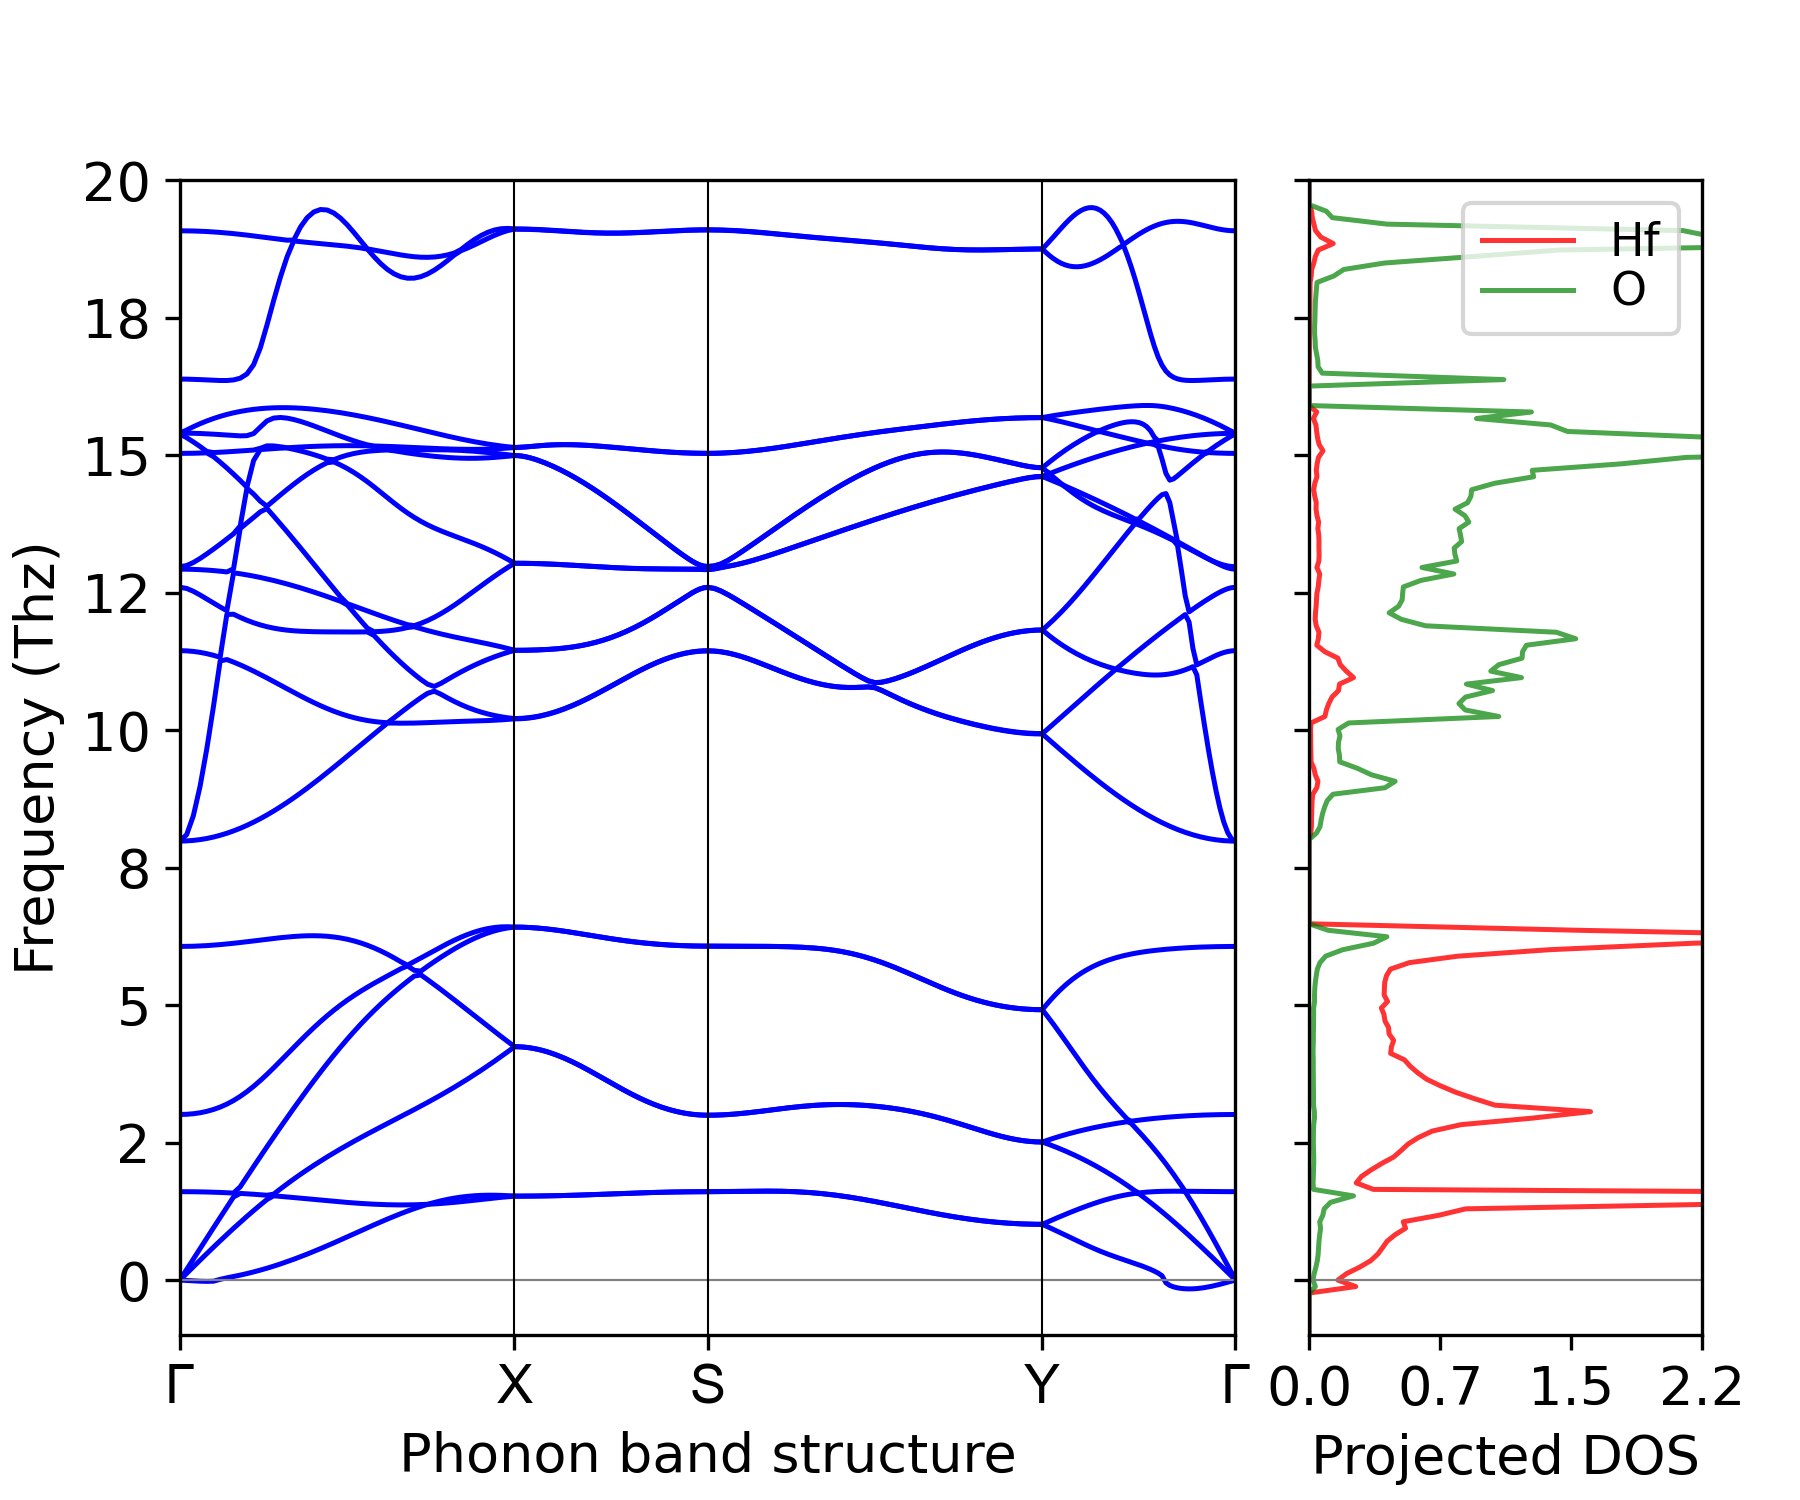 Frequency (Thz)
20
18
15
12
10
8
5
2
0
Γ X S Y Γ
Phonon band structure
Hf
O
0.0 0.7 1.5 2.2
Projected DOS